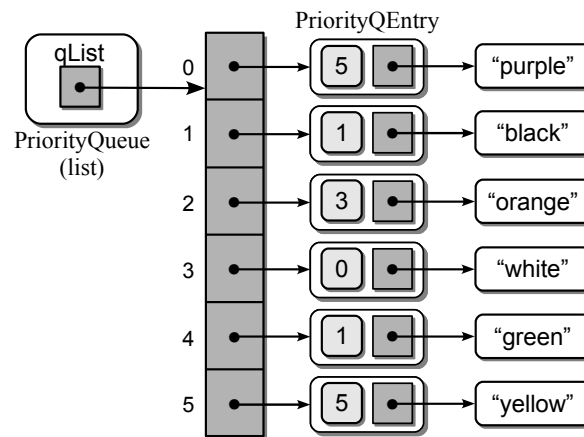 PriorityQEntry
qList
PriorityQueue
(list)
0 5 “purple”
1 1 “black”
2 3 “orange”
3 0 “white”
4 1 “green”
5 5 “yellow”